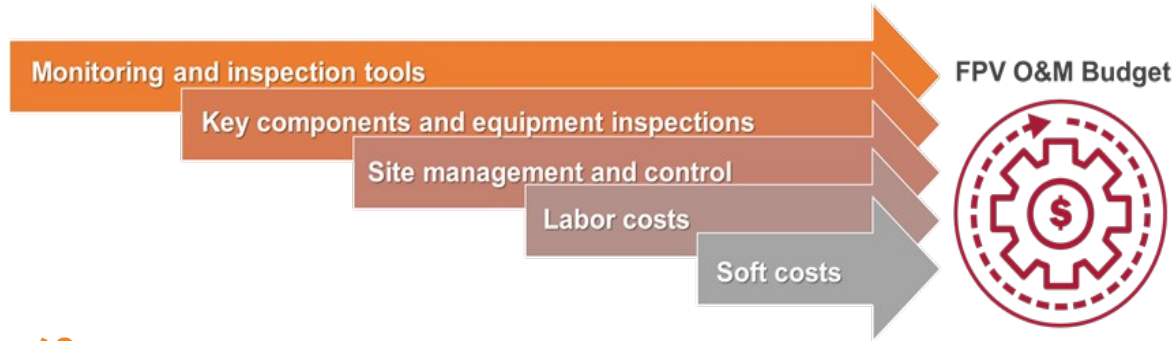 Monitoring and inspection tools
FPV O&M Budget
Key components and equipment inspections
Site management and control
Labor costs
Soft costs
$